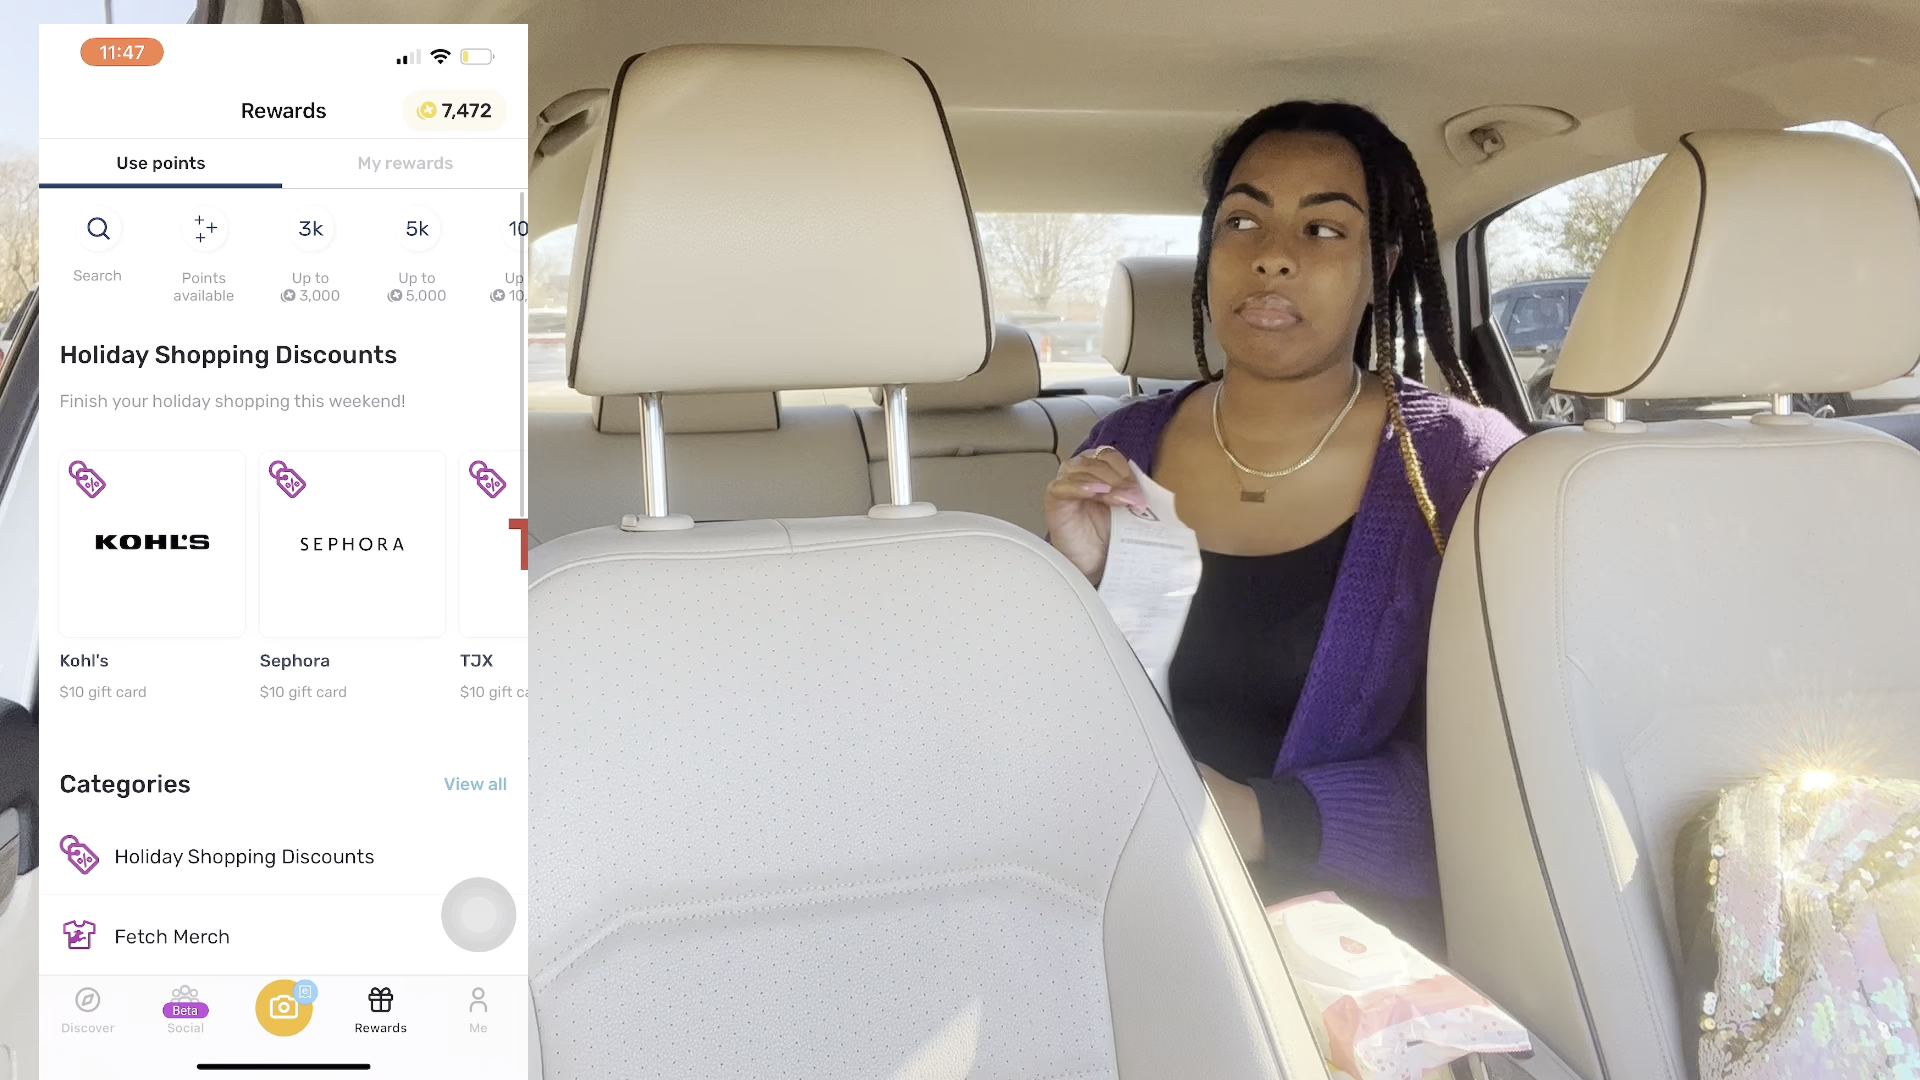 11:47
Rewards
7,472
Use points
My rewards
3k
5k
10
Search
Points available
Up to 3,000
Up to 5,000
Up
10,
Holiday Shopping Discounts
Finish your holiday shopping this weekend!
KOHL'S
SEPHORA
T
Kohl's
Sephora
TJX
$10 gift card
$10 gift card
$10 gift ca
Categories
View all
%
Holiday Shopping Discounts
Fetch Merch
Beta
Discover
Social
Rewards
Me